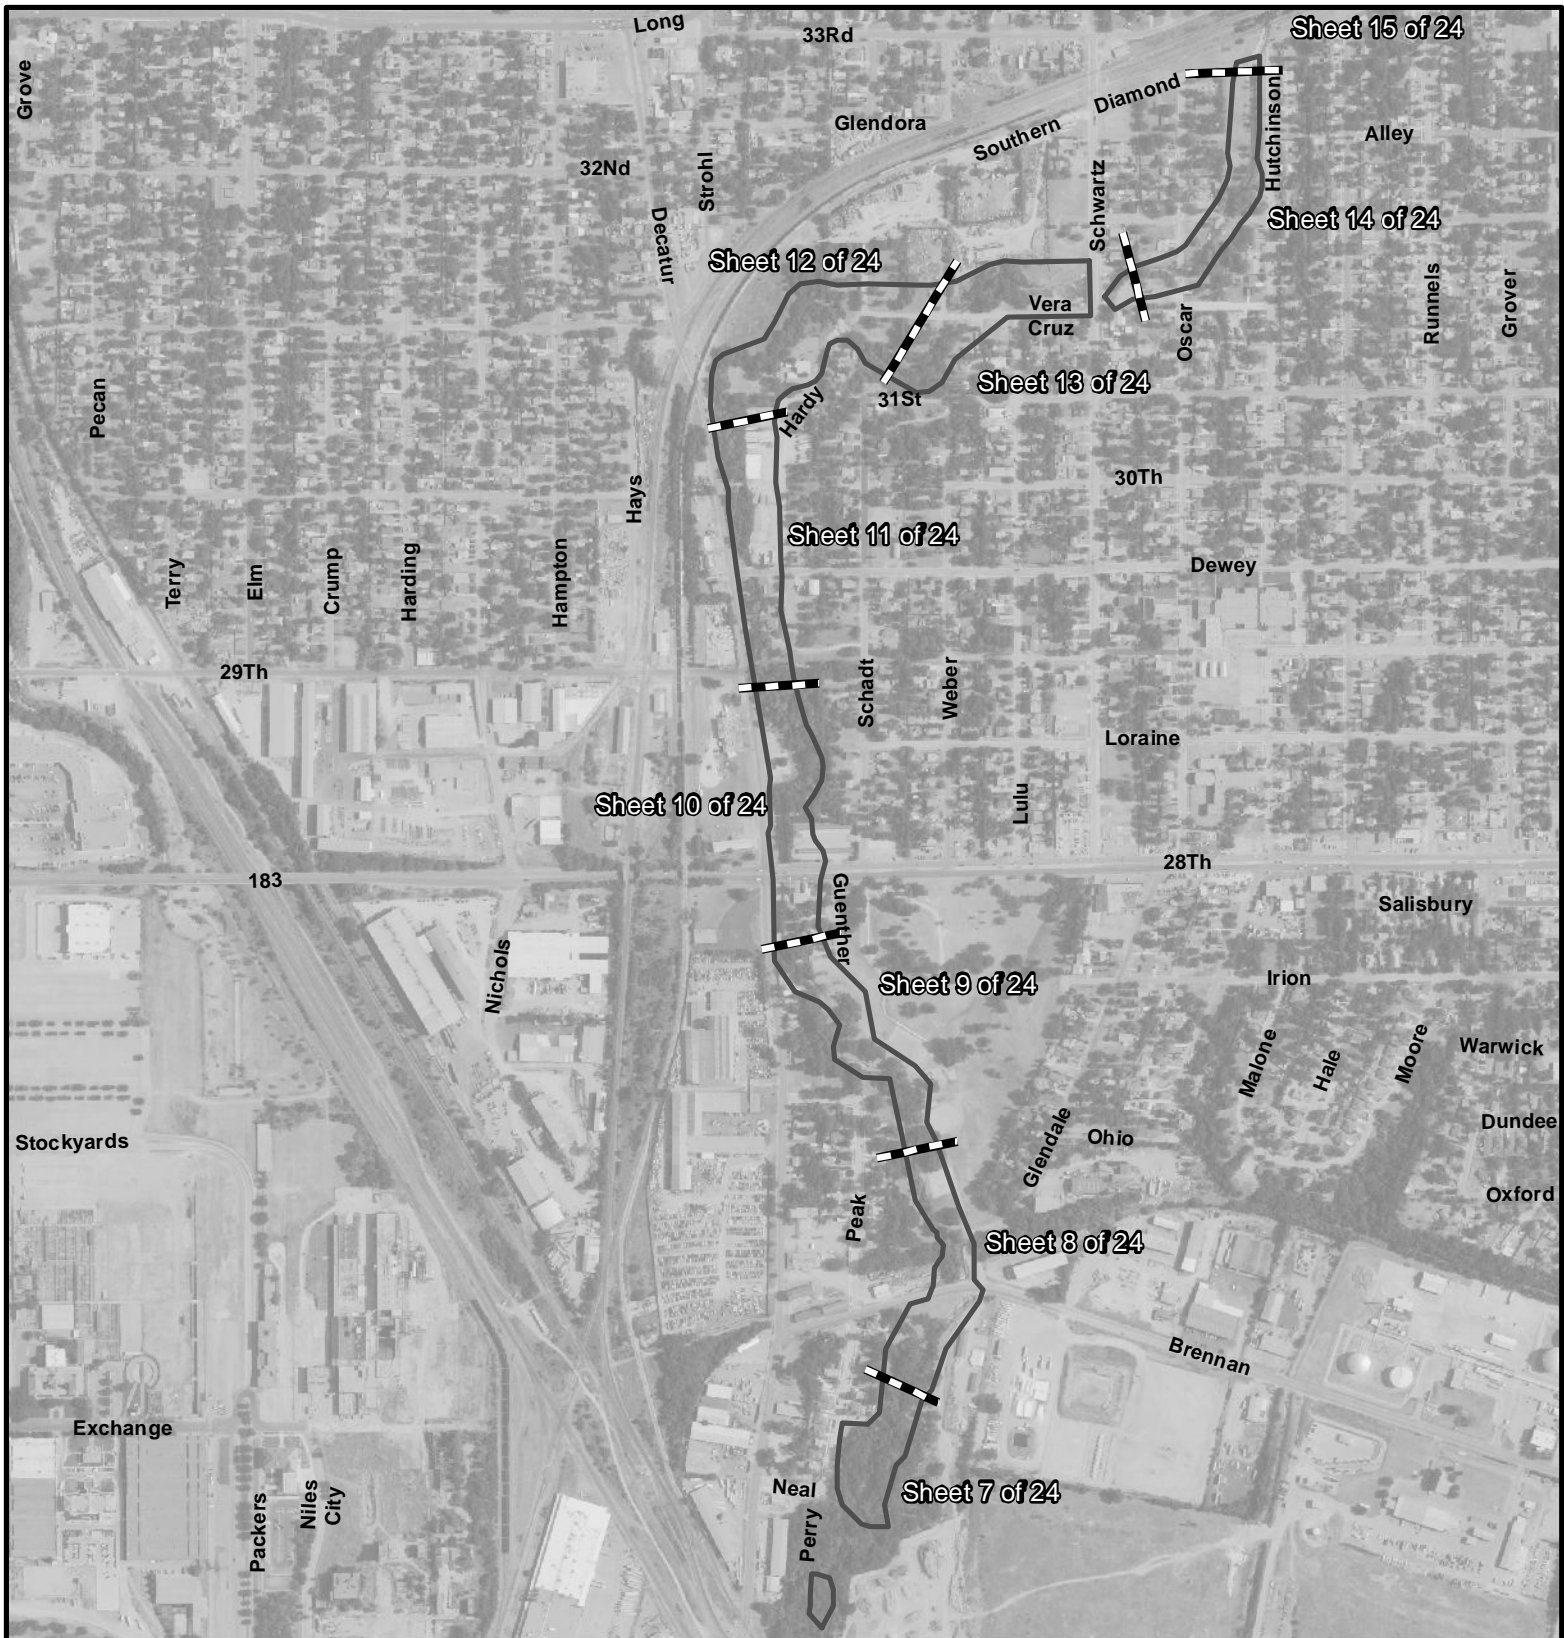 Long
33Rd
Sheet 15 of 24
Grove
Diamond
Hutchinson
Glendora
Southern
Alley
32Nd
Strohl
Schwartz
Decatur
Sheet 14 of 24
Sheet 12 of 24
Vera
Cruz
Oscar
Runnels
Grover
Sheet 13 of 24
Pecan
Hardy
31St
30Th
Hays
Sheet 11 of 24
Terry
Elm
Crump
Harding
Hampton
Dewey
29Th
Schadt
Weber
Loraine
Sheet 10 of 24
Lulu
28Th
183
Guenther
Salisbury
Nichols
Sheet 9 of 24
Irion
Malone
Hale
Moore
Warwick
Stockyards
Glendale
Ohio
Dundee
Peak
Oxford
Sheet 8 of 24
Brennan
Exchange
Neal
Sheet 7 of 24
Packers
Niles
City
Perry